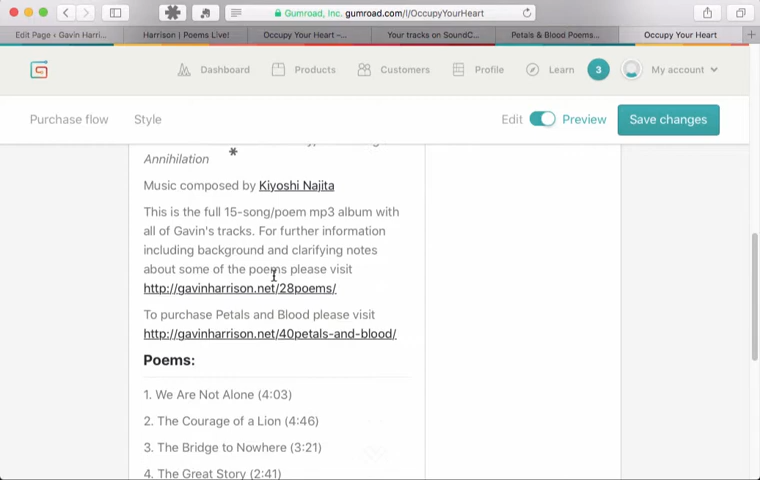 Gumroad, Inc. gumroad.com/l/OccupyYourHeart
Edit Page ‹ Gavin Harri...
Harrison | Poems Live!
Occupy Your Heart –...
Your tracks on SoundC...
Petals & Blood Poems...
Occupy Your Heart
Dashboard
Products
Customers
Profile
Learn
3
My account
Purchase flow
Style
Edit
Preview
Save changes
Annihilation
Music composed by Kiyoshi Najita
This is the full 15-song/poem mp3 album with
all of Gavin's tracks. For further information
including background and clarifying notes
about some of the poems please visit
http://gavinharrison.net/28poems/
To purchase Petals and Blood please visit
http://gavinharrison.net/40petals-and-blood/
Poems:
1. We Are Not Alone (4:03)
2. The Courage of a Lion (4:46)
3. The Bridge to Nowhere (3:21)
4. The Great Story (2:41)